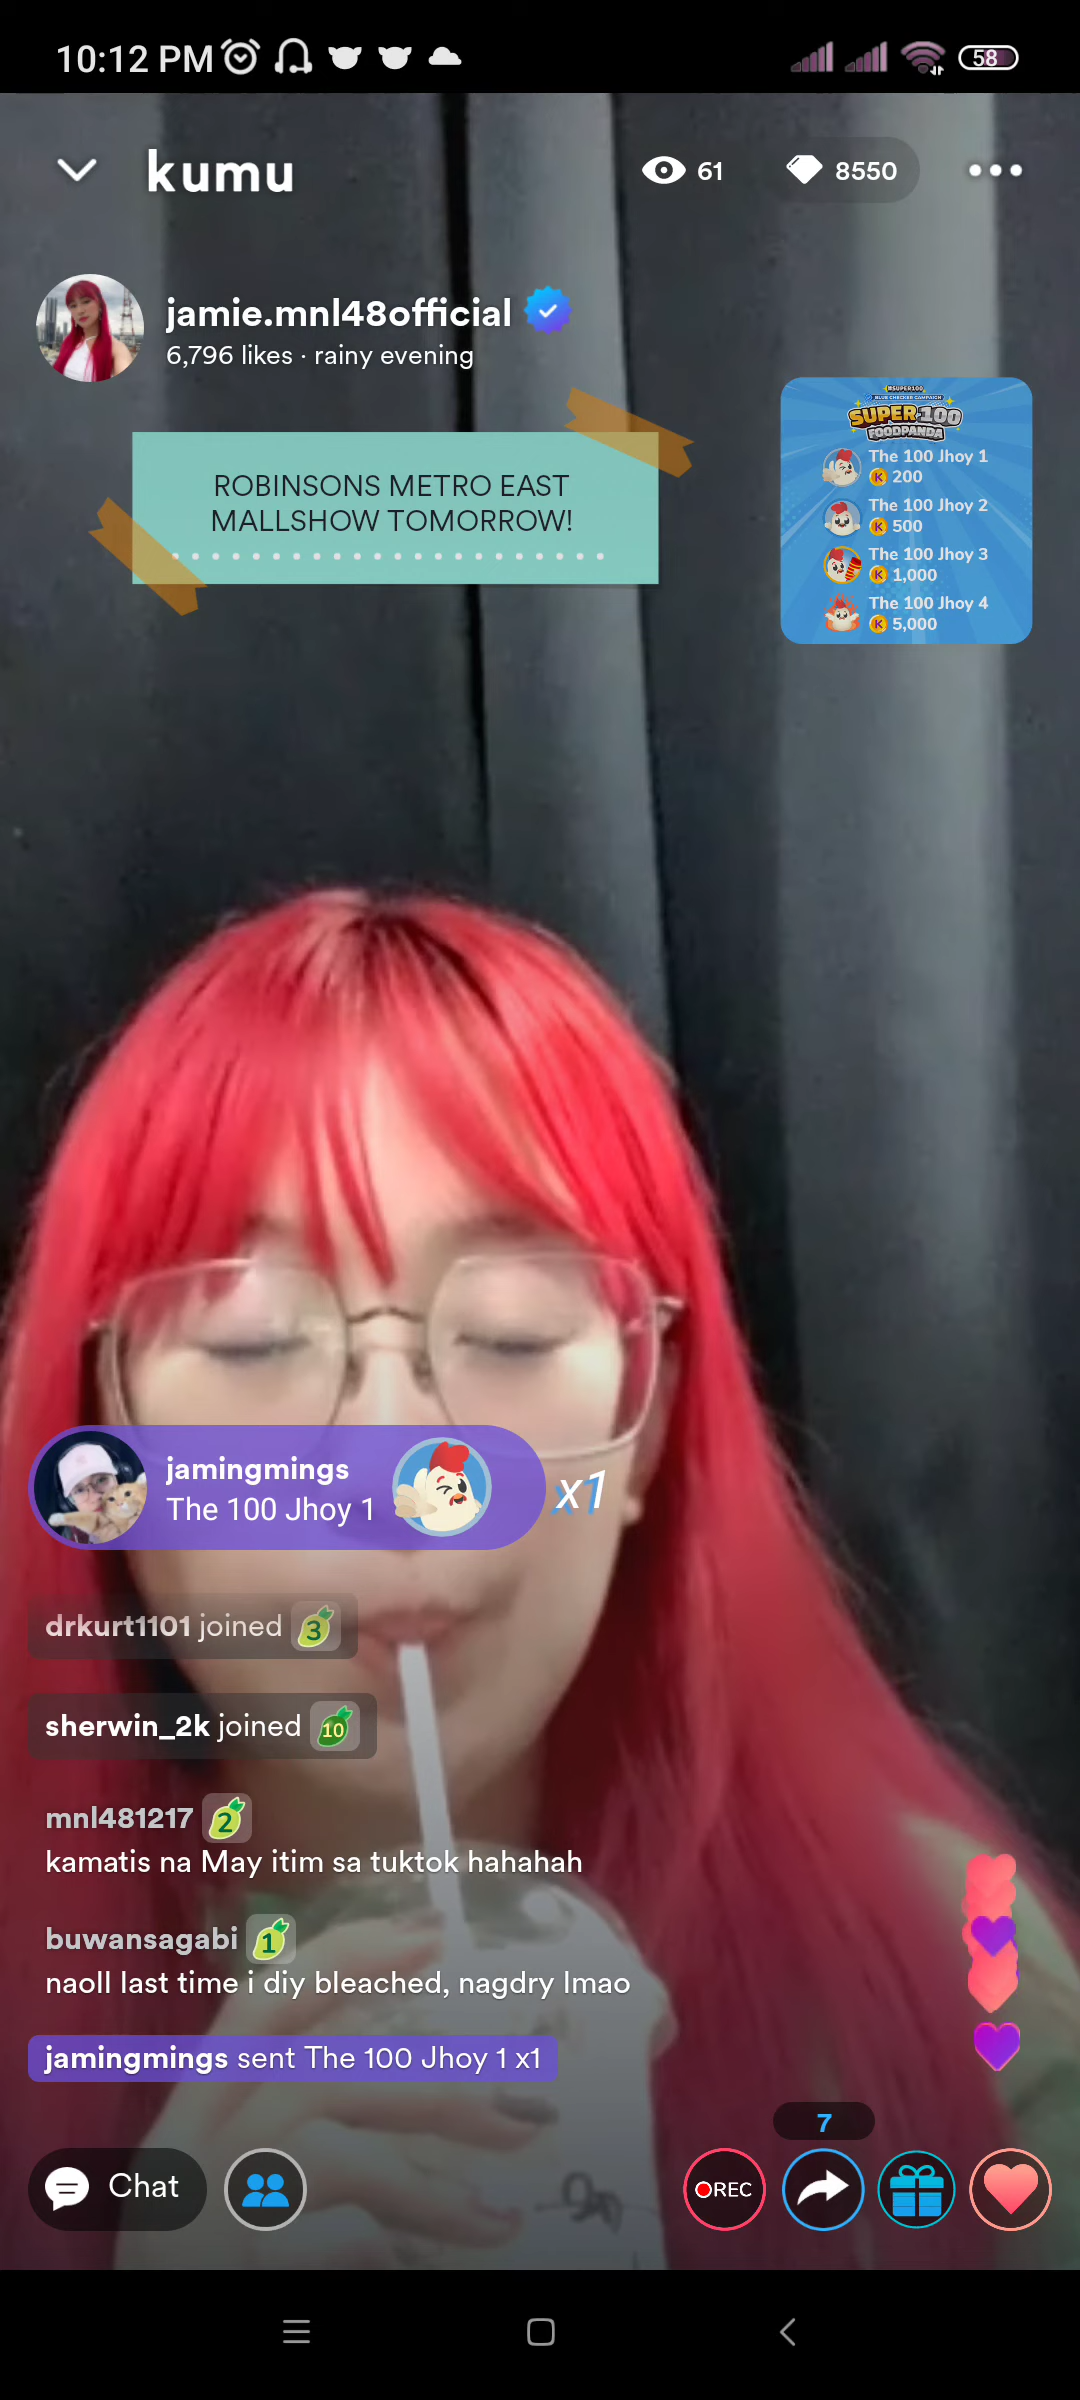 10:12 PM
58
kumu
61
8550
jamie.mnl48official
6,796 likes · rainy evening
ROBINSONS METRO EAST
MALLSHOW TOMORROW!
#SUPER100
BLUE CHECKER CAMPAIGN
SUPER 100
FOODPANDA
The 100 Jhoy 1
K 200
The 100 Jhoy 2
K 500
The 100 Jhoy 3
K 1,000
The 100 Jhoy 4
K 5,000
jamingmings
The 100 Jhoy 1
x1
drkurt1101 joined 3
sherwin_2k joined 10
mnl481217 2
kamatis na May itim sa tuktok hahahah
buwansagabi 1
naoll last time i diy bleached, nagdry lmao
jamingmings sent The 100 Jhoy 1 x1
7
Chat
REC